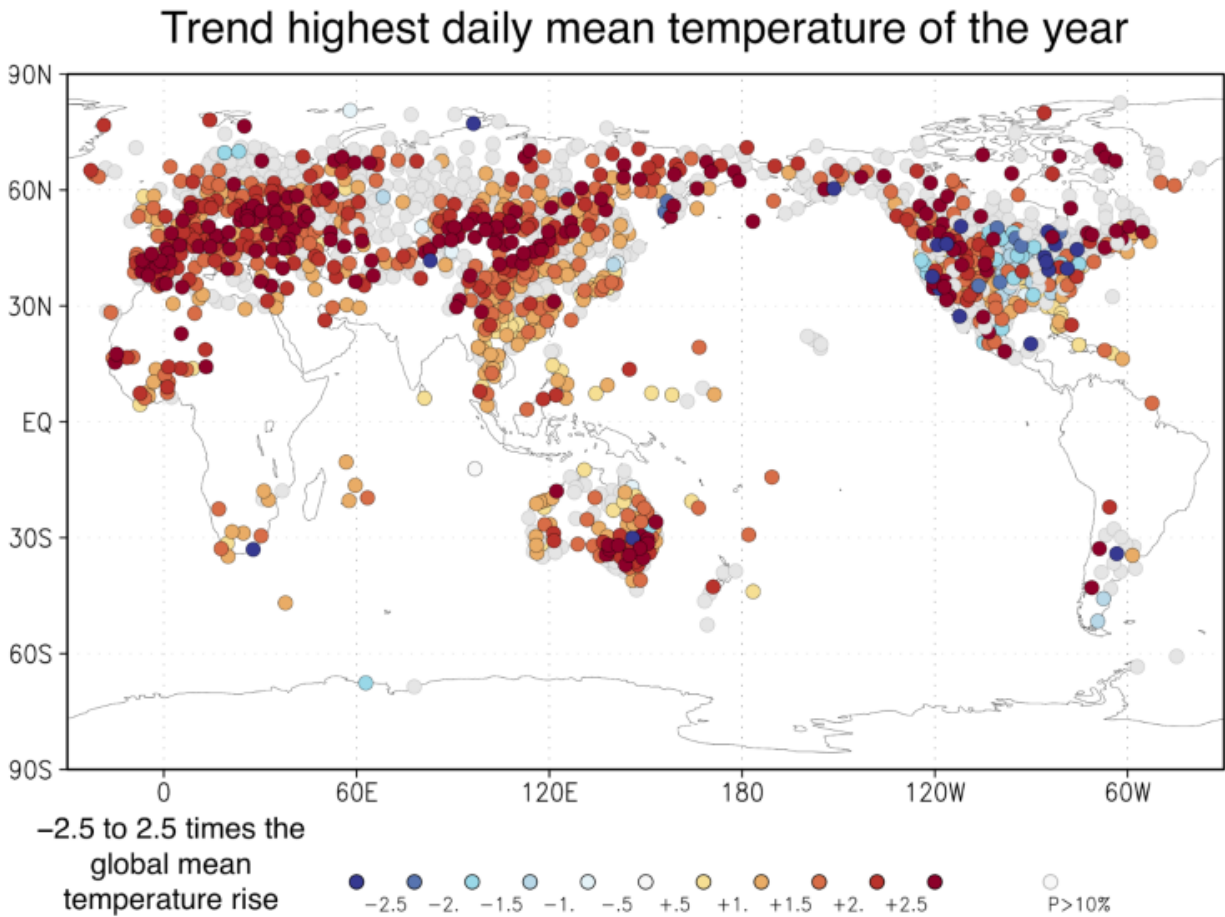 Trend highest daily mean temperature of the year
90N
60N
30N
EQ
30S
60S
90S
0 60E 120E 180 120W 60W
−2.5 to 2.5 times the
global mean
temperature rise
−2.5 −2. −1.5 −1. −.5 +.5 +1. +1.5 +2. +2.5 P>10%